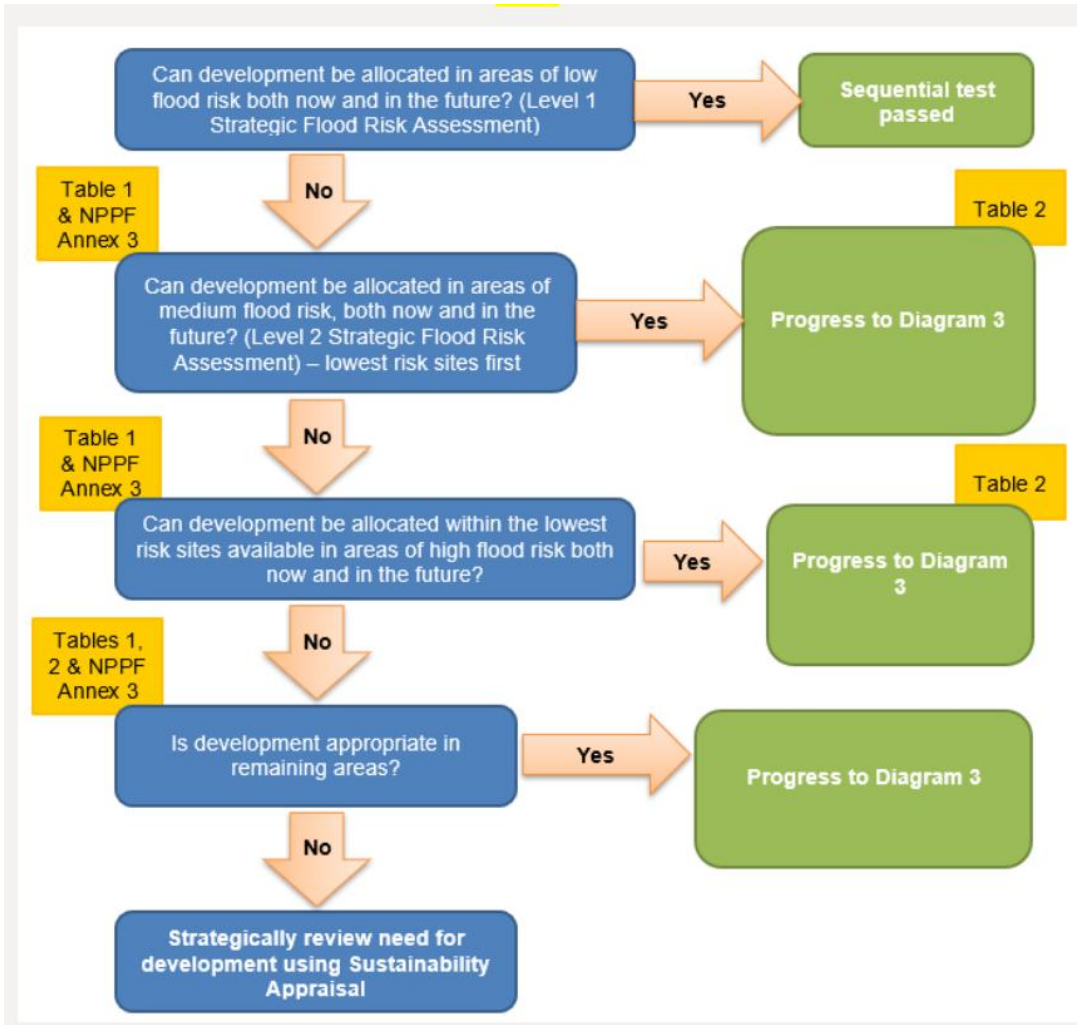 Can development be allocated in areas of low
flood risk both now and in the future? (Level 1
Strategic Flood Risk Assessment)
Yes
Sequential test
passed
No
Table 1
& NPPF
Annex 3
Table 2
Can development be allocated in areas of
medium flood risk, both now and in the
future? (Level 2 Strategic Flood Risk
Assessment) – lowest risk sites first
Yes
Progress to Diagram 3
No
Table 1
& NPPF
Annex 3
Table 2
Can development be allocated within the lowest
risk sites available in areas of high flood risk both
now and in the future?
Yes
Progress to Diagram
3
No
Tables 1,
2 & NPPF
Annex 3
Is development appropriate in
remaining areas?
Yes
Progress to Diagram 3
No
Strategically review need for
development using Sustainability
Appraisal